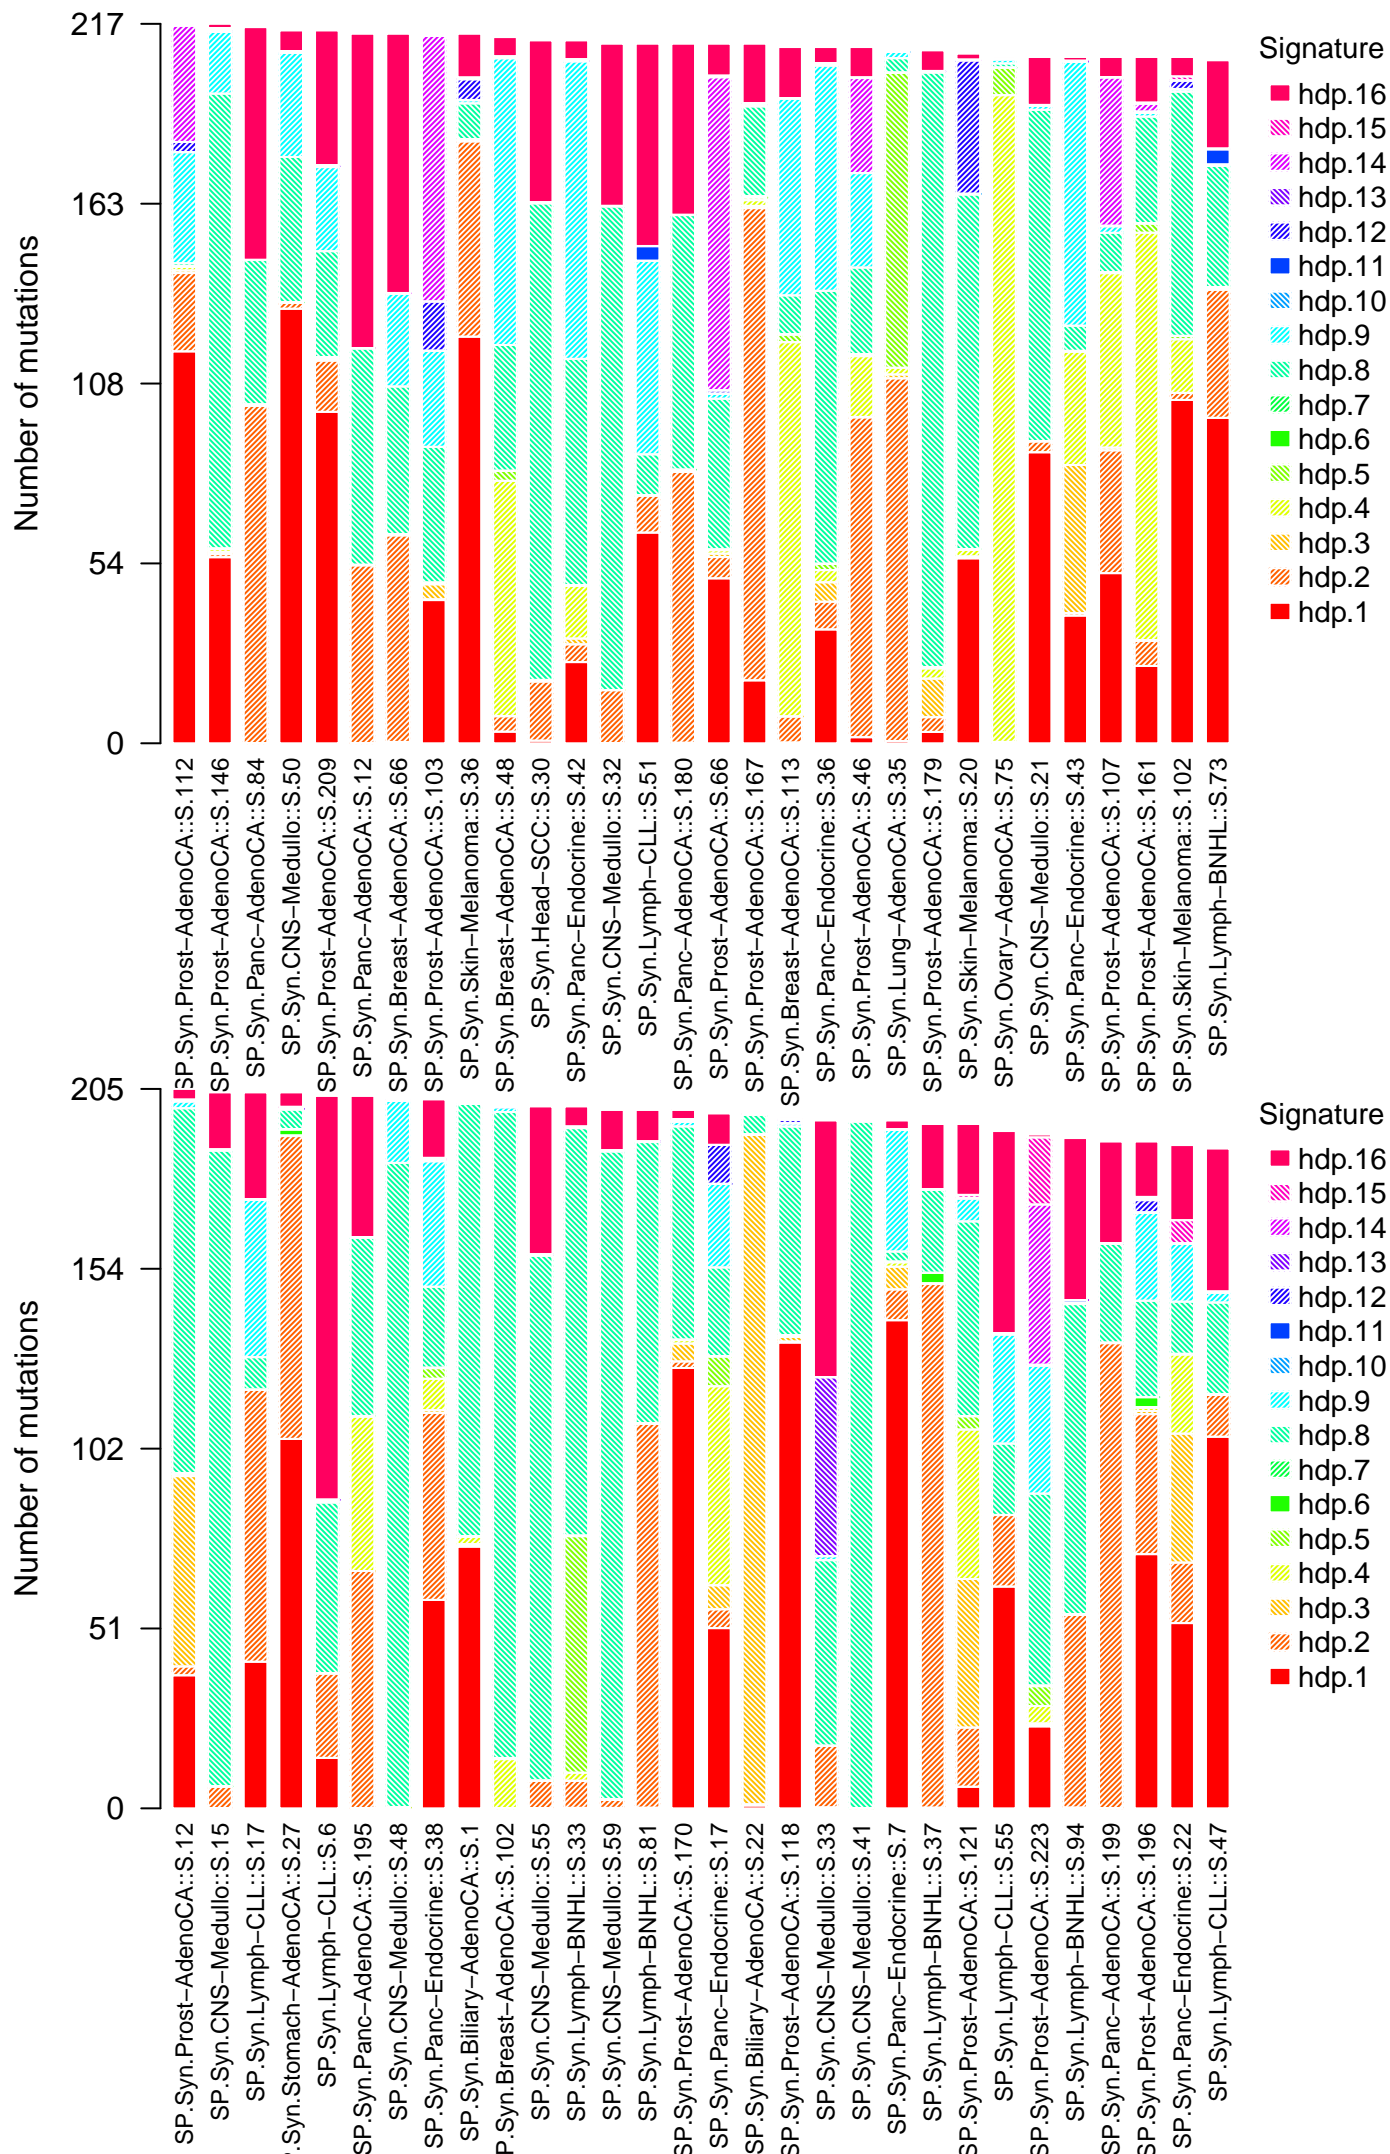 Number of mutations
217
163
108
54
0
SP.Syn.Prost−AdenoCA::S.112
SP.Syn.Prost−AdenoCA::S.146
SP.Syn.Panc−AdenoCA::S.84
SP.Syn.CNS−Medullo::S.50
SP.Syn.Prost−AdenoCA::S.209
SP.Syn.Panc−AdenoCA::S.12
SP.Syn.Breast−AdenoCA::S.66
SP.Syn.Prost−AdenoCA::S.103
SP.Syn.Skin−Melanoma::S.36
SP.Syn.Breast−AdenoCA::S.48
SP.Syn.Head−SCC::S.30
SP.Syn.Panc−Endocrine::S.42
SP.Syn.CNS−Medullo::S.32
SP.Syn.Lymph−CLL::S.51
SP.Syn.Panc−AdenoCA::S.180
SP.Syn.Prost−AdenoCA::S.66
SP.Syn.Prost−AdenoCA::S.167
SP.Syn.Breast−AdenoCA::S.113
SP.Syn.Panc−Endocrine::S.36
SP.Syn.Prost−AdenoCA::S.46
SP.Syn.Lung−AdenoCA::S.35
SP.Syn.Prost−AdenoCA::S.179
SP.Syn.Skin−Melanoma::S.20
SP.Syn.Ovary−AdenoCA::S.75
SP.Syn.CNS−Medullo::S.21
SP.Syn.Panc−Endocrine::S.43
SP.Syn.Prost−AdenoCA::S.107
SP.Syn.Prost−AdenoCA::S.161
SP.Syn.Skin−Melanoma::S.102
SP.Syn.Lymph−BNHL::S.73
Signature
hdp.16
hdp.15
hdp.14
hdp.13
hdp.12
hdp.11
hdp.10
hdp.9
hdp.8
hdp.7
hdp.6
hdp.5
hdp.4
hdp.3
hdp.2
hdp.1
Number of mutations
205
154
102
51
0
SP.Syn.Prost−AdenoCA::S.12
SP.Syn.CNS−Medullo::S.15
SP.Syn.Lymph−CLL::S.17
P.Syn.Stomach−AdenoCA::S.27
SP.Syn.Lymph−CLL::S.6
SP.Syn.Panc−AdenoCA::S.195
SP.Syn.CNS−Medullo::S.48
SP.Syn.Panc−Endocrine::S.38
SP.Syn.Biliary−AdenoCA::S.1
SP.Syn.Breast−AdenoCA::S.102
SP.Syn.CNS−Medullo::S.55
SP.Syn.Lymph−BNHL::S.33
SP.Syn.CNS−Medullo::S.59
SP.Syn.Lymph−BNHL::S.81
SP.Syn.Prost−AdenoCA::S.170
SP.Syn.Panc−Endocrine::S.17
SP.Syn.Biliary−AdenoCA::S.22
SP.Syn.Prost−AdenoCA::S.118
SP.Syn.CNS−Medullo::S.33
SP.Syn.CNS−Medullo::S.41
SP.Syn.Panc−Endocrine::S.7
SP.Syn.Lymph−BNHL::S.37
SP.Syn.Prost−AdenoCA::S.121
SP.Syn.Lymph−CLL::S.55
SP.Syn.Prost−AdenoCA::S.223
SP.Syn.Lymph−BNHL::S.94
SP.Syn.Panc−AdenoCA::S.199
SP.Syn.Prost−AdenoCA::S.196
SP.Syn.Panc−Endocrine::S.22
SP.Syn.Lymph−CLL::S.47
Signature
hdp.16
hdp.15
hdp.14
hdp.13
hdp.12
hdp.11
hdp.10
hdp.9
hdp.8
hdp.7
hdp.6
hdp.5
hdp.4
hdp.3
hdp.2
hdp.1